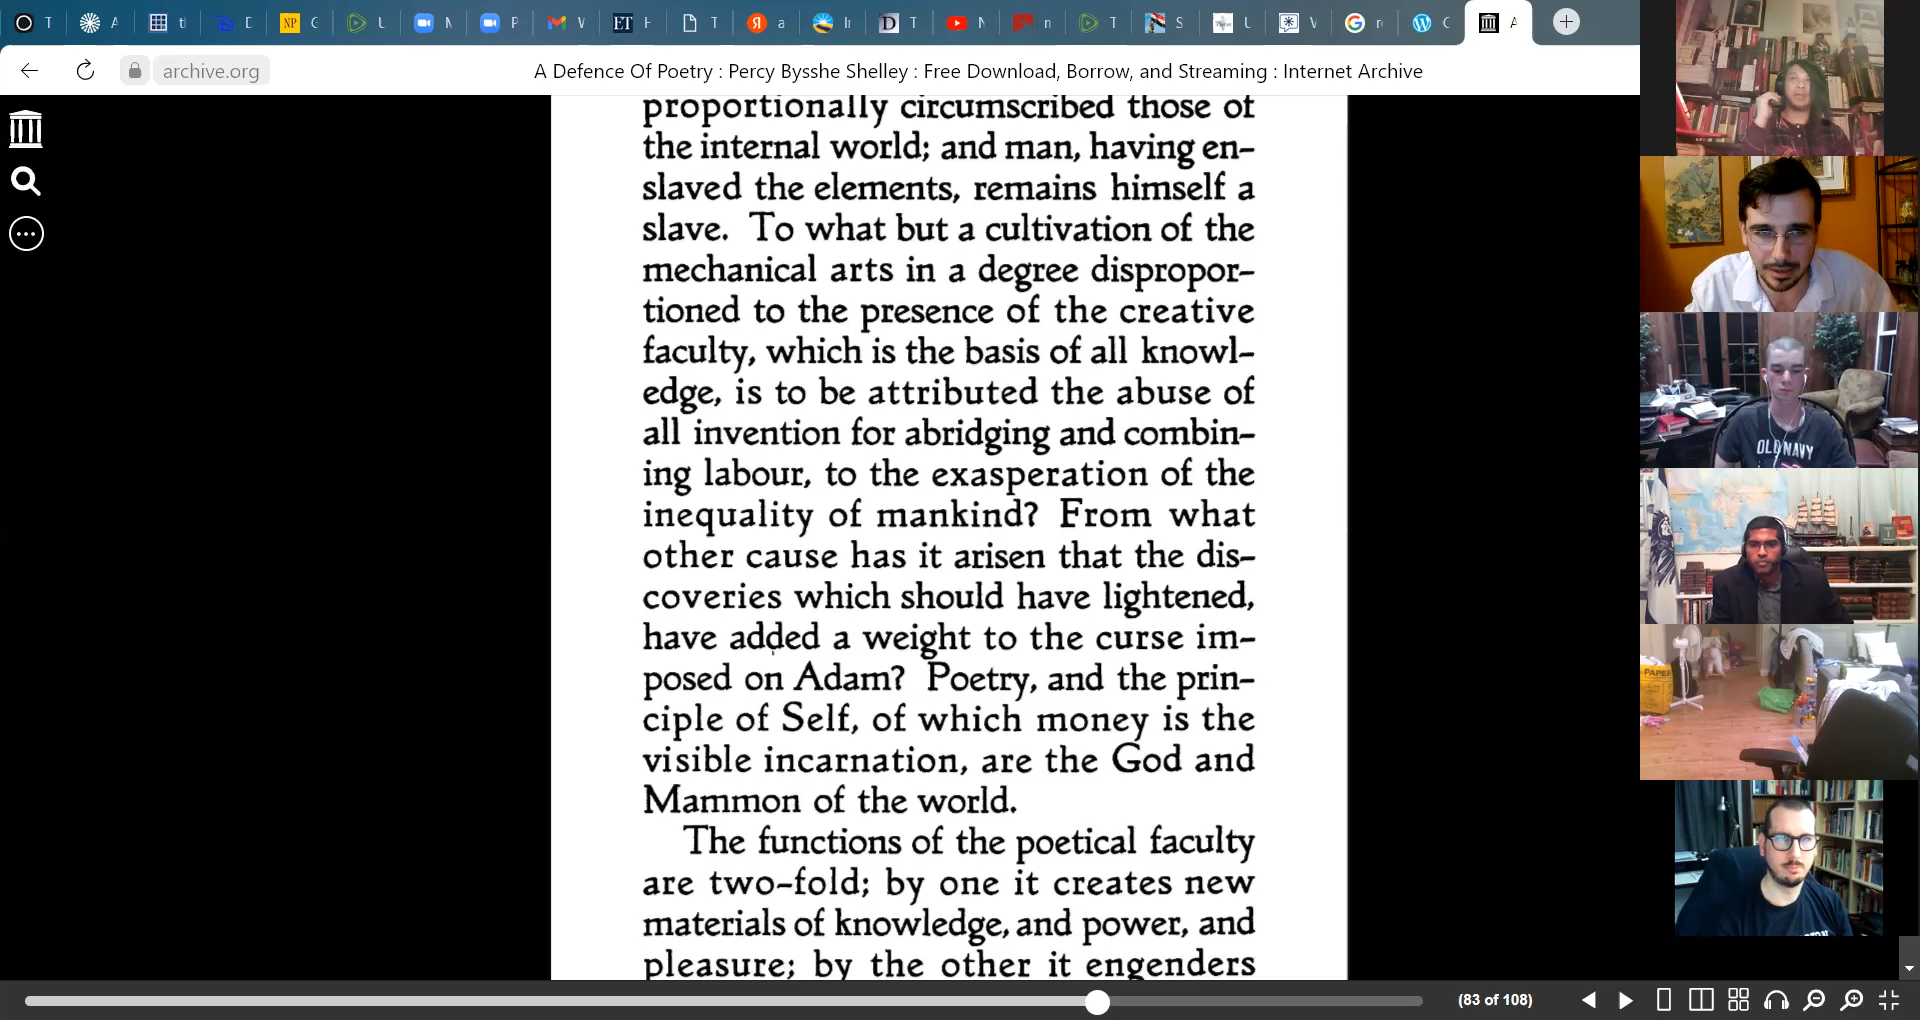 T
A
tl
D
NP
C
U
N
P
V
FT
H
T
Я
a
Ir
D
T
N
n
T
S
U
V
r
C
A
archive.org
A Defence Of Poetry : Percy Bysshe Shelley : Free Download, Borrow, and Streaming : Internet Archive
proportionally circumscribed those of
the internal world; and man, having en-
slaved the elements, remains himself a
slave. To what but a cultivation of the
mechanical arts in a degree dispropor-
tioned to the presence of the creative
faculty, which is the basis of all knowl-
edge, is to be attributed the abuse of
all invention for abridging and combin-
ing labour, to the exasperation of the
inequality of mankind? From what
other cause has it arisen that the dis-
coveries which should have lightened,
have added a weight to the curse im-
posed on Adam? Poetry, and the prin-
ciple of Self, of which money is the
visible incarnation, are the God and
Mammon of the world.
The functions of the poetical faculty
are two-fold; by one it creates new
materials of knowledge, and power, and
pleasure; by the other it engenders
(83 of 108)
OLD NAVY
PAPER